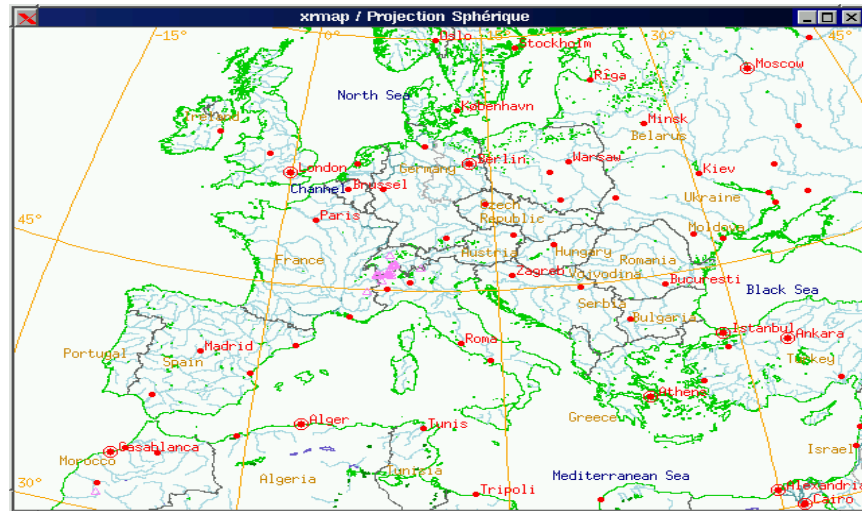 xrmap / Projection Sphérique
-15°
0°
15°
30°
45°
Oslo
Stockholm
Moscow
Rîga
North Sea
København
Ireland
Minsk
Belarus
London
Germany
Berlin
Warsaw
Kiev
Channel
Brussel
Ukraine
45°
Paris
Czech
Republic
Moldova
France
Austria
Hungary
Romania
Zagreb
Vojvodina
Bucuresti
Black Sea
Serbia
Bulgaria
Istanbul
Ankara
Portugal
Madrid
Spain
Roma
Turkey
Athens
Greece
Alger
Tunis
Casablanca
Morocco
Israel
Algeria
Tunisia
Mediterranean Sea
30°
Tripoli
Alexandria
Cairo